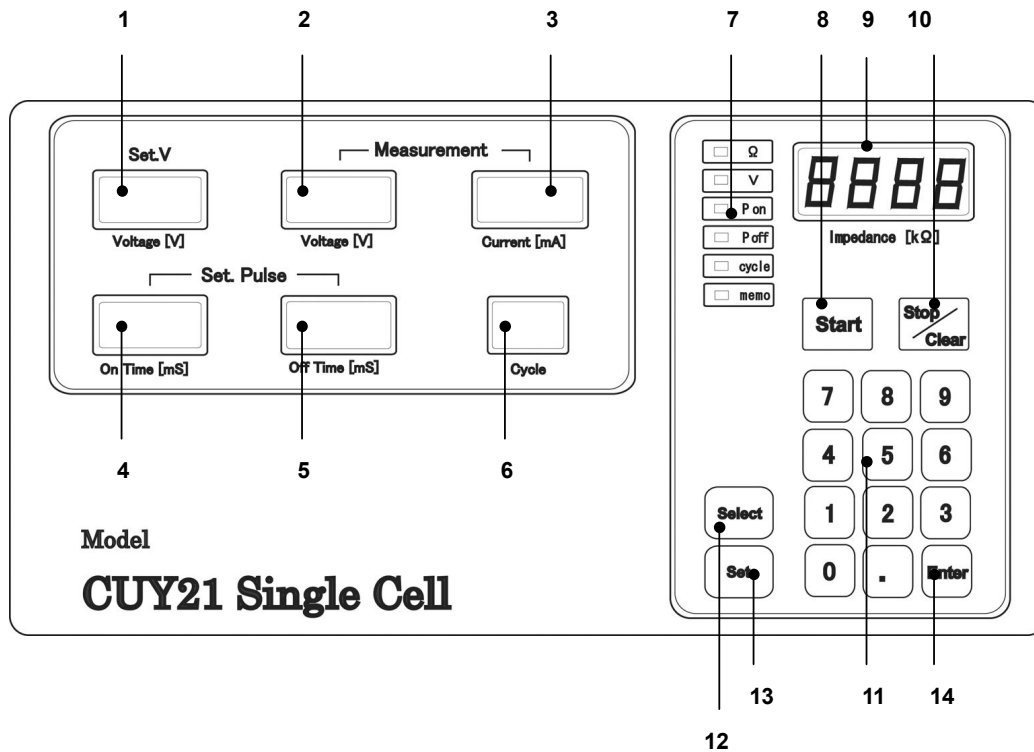 1 2 3 7 8 9 10
Set.V
Measurement
Voltage [V] Voltage [V] Current [mA]
Set. Pulse
On Time [mS] Off Time [mS] Cycle
4 5 6
Model
CUY21 Single Cell
Ω
V
P on
P off
cycle
memo
8888
Impedance [kΩ]
Start Stop/Clear
7 8 9
4 5 6
Select 1 2 3
Set 0 . Enter
13 11 14
12